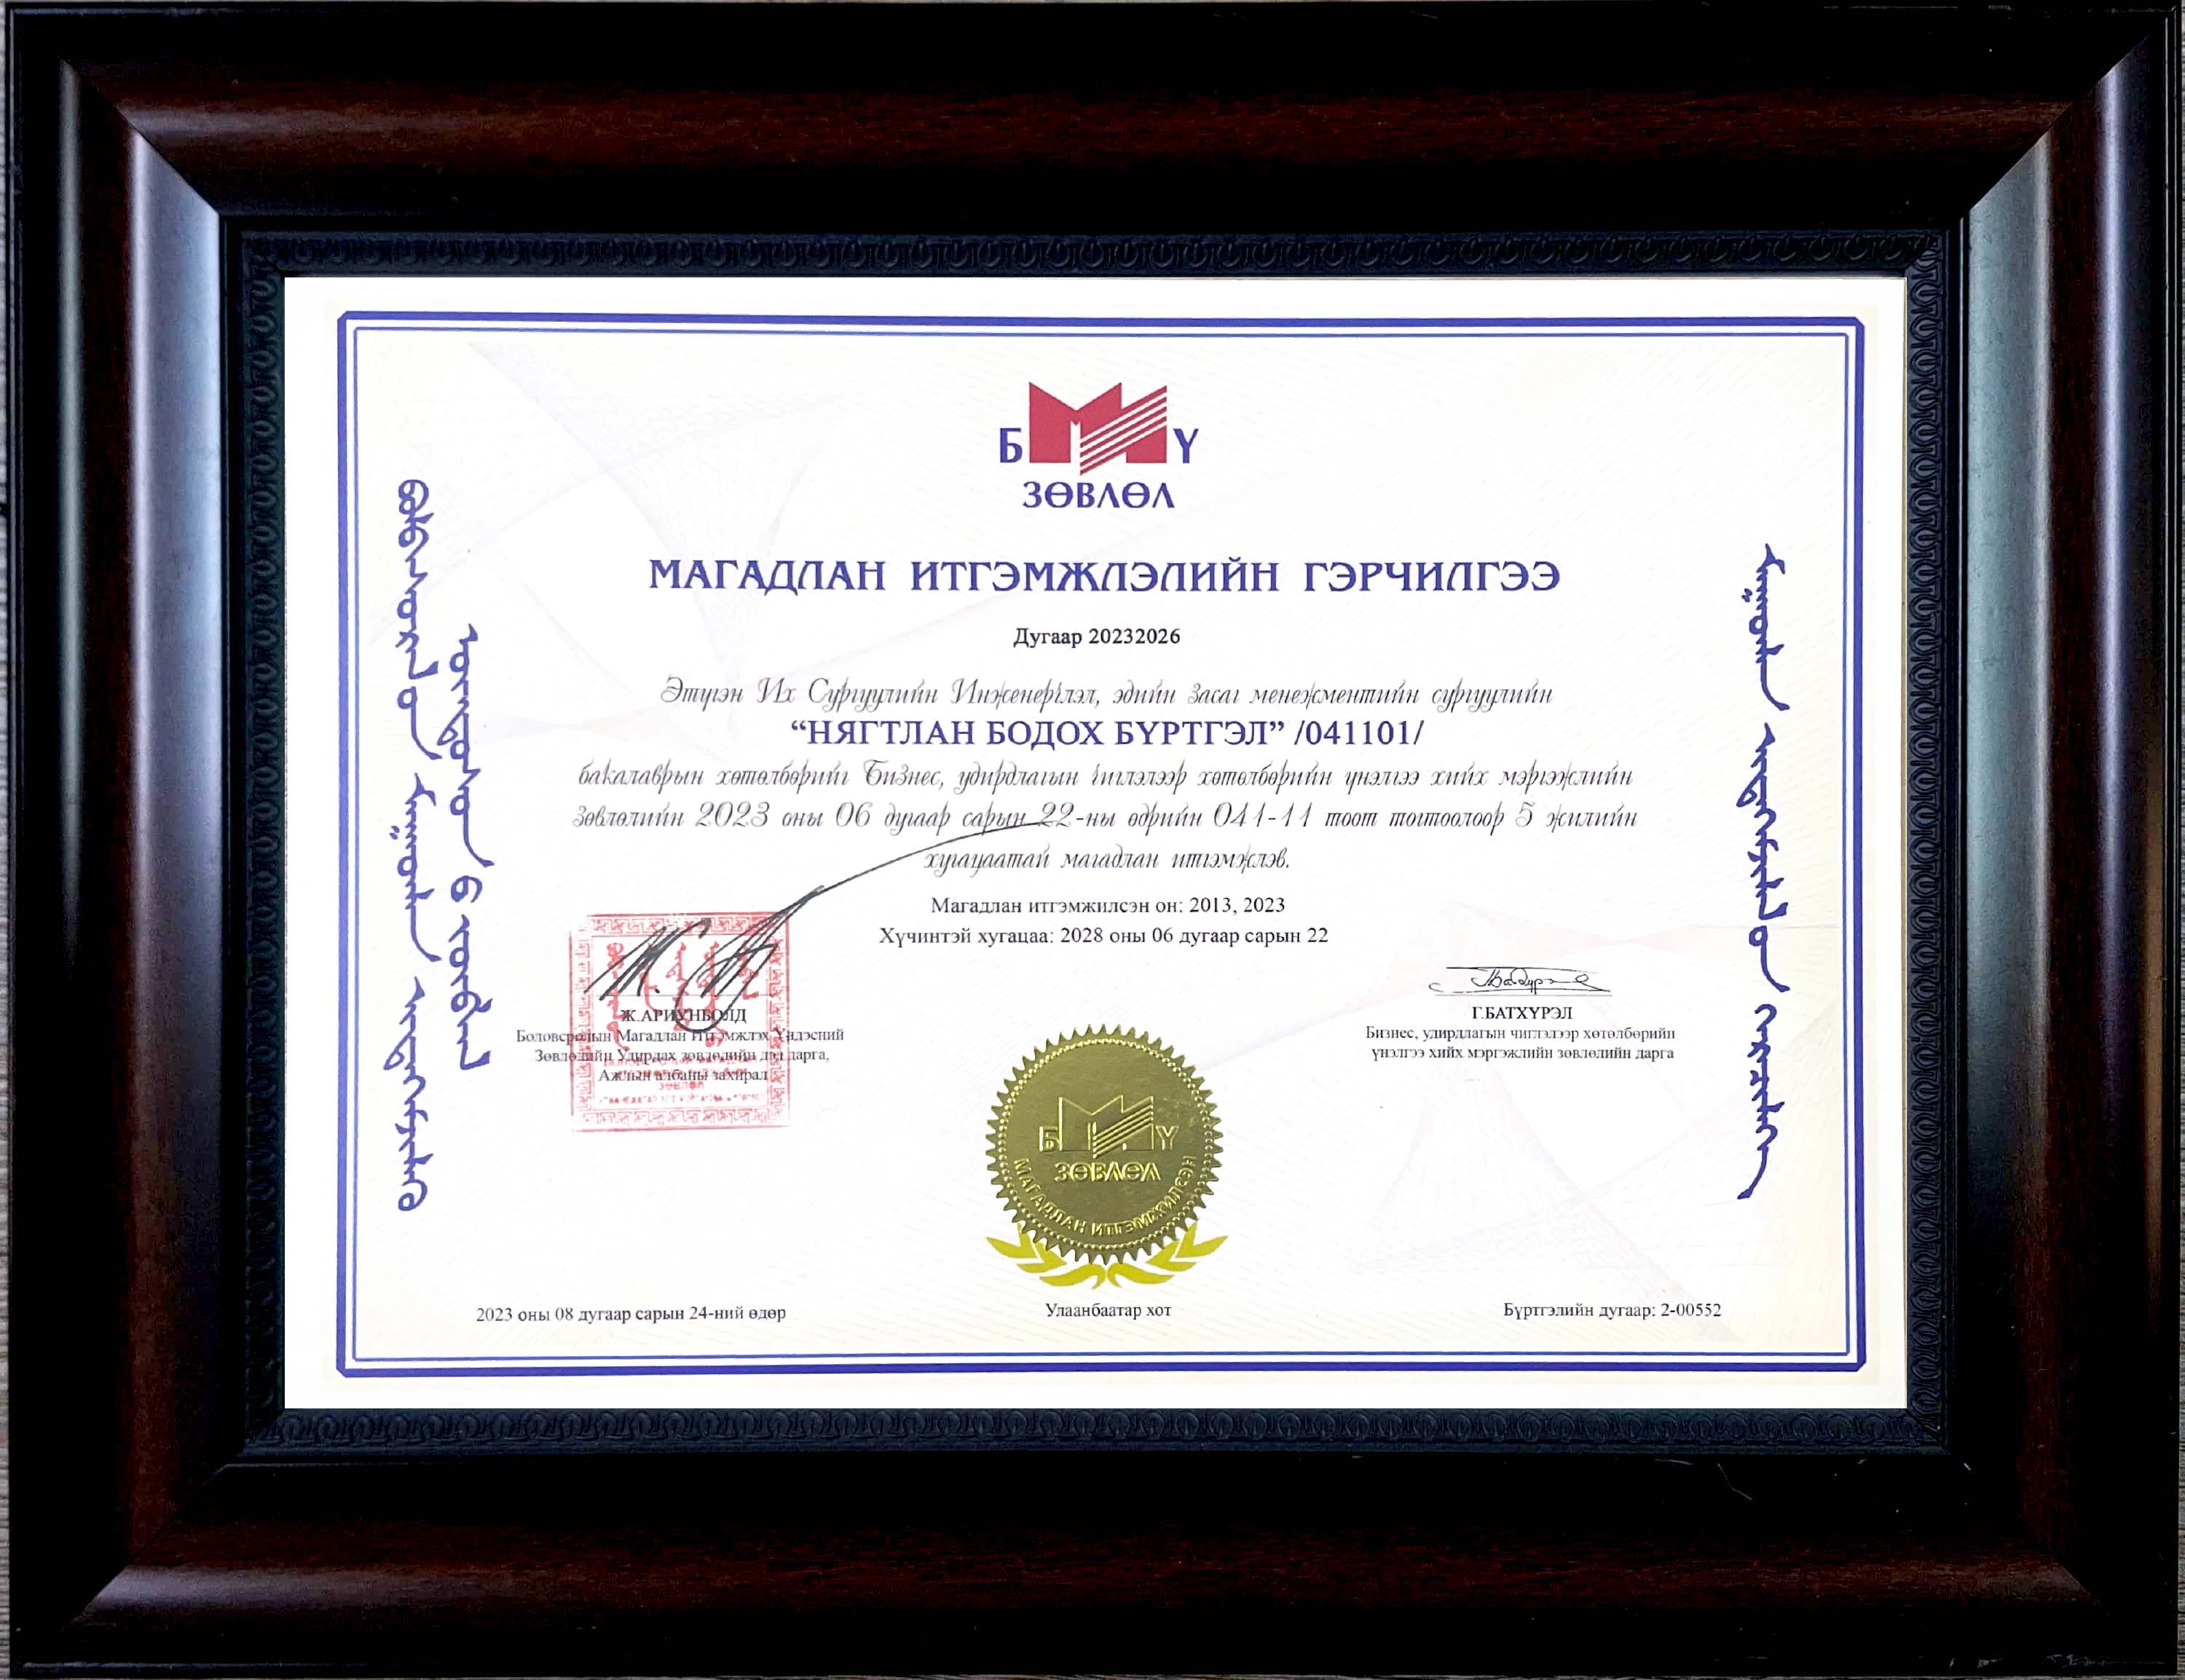 Б МИ Ү
ЗӨВЛӨЛ
МАГАДЛАН ИТГЭМЖЛЭЛИЙН ГЭРЧИЛГЭЭ
Дугаар 20232026
Этүгэн Их Сургуулийн Инженерчлэл, эдийн засаг менежментийн сургуулийн
“НЯГТЛАН БОДОХ БҮРТГЭЛ” /041101/
бакалаврын хөтөлбөрийг Бизнес, удирдлагын чиглэлээр хөтөлбөрийн үнэлгээ хийх мэргэжлийн
зөвлөлийн 2023 оны 06 дугаар сарын 22-ны өдрийн 041-11 тоот тогтоолоор 5 жилийн
хугацаатай магадлан итгэмжлэв.
Магадлан итгэмжилсэн он: 2013, 2023
Хүчинтэй хугацаа: 2028 оны 06 дугаар сарын 22
Ж.АРИУНБОЛД
Боловсролын Магадлан Итгэмжлэх Үндэсний
Зөвлөлийн Удирдах зөвлөлийн дэд дарга,
Ажлын албаны захирал
Г.БАТХҮРЭЛ
Бизнес, удирдлагын чиглэлээр хөтөлбөрийн
үнэлгээ хийх мэргэжлийн зөвлөлийн дарга
Б МИ Ү
ЗӨВЛӨЛ
МАГАДЛАН ИТГЭМЖИЛСЭН
2023 оны 08 дугаар сарын 24-ний өдөр
Улаанбаатар хот
Бүртгэлийн дугаар: 2-00552